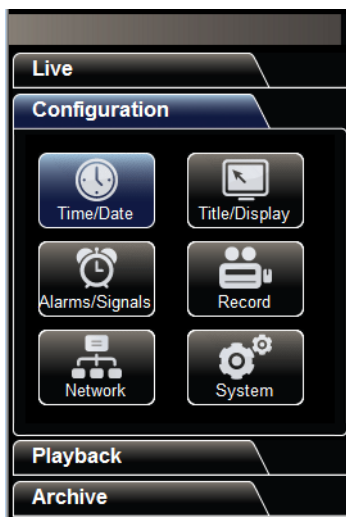 Live
Configuration
Time/Date
Title/Display
Alarms/Signals
Record
Network
System
Playback
Archive